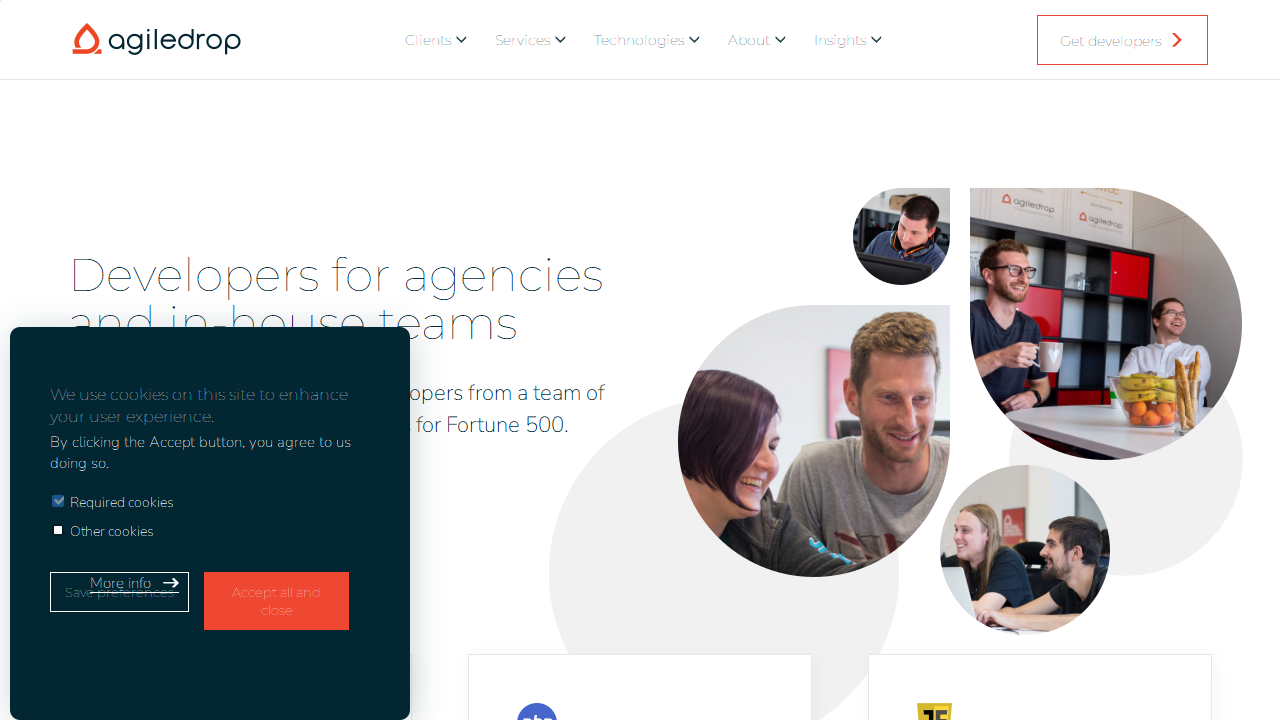 agiledrop
Clients
Services
Technologies
About
Insights
Get developers
Developers for agencies
and in-house teams
opers from a team of
for Fortune 500.
We use cookies on this site to enhance
your user experience.
By clicking the Accept button, you agree to us
doing so.
Required cookies
Other cookies
Save preferences
More info
Accept all and
close
agiledrop
agiledrop
php